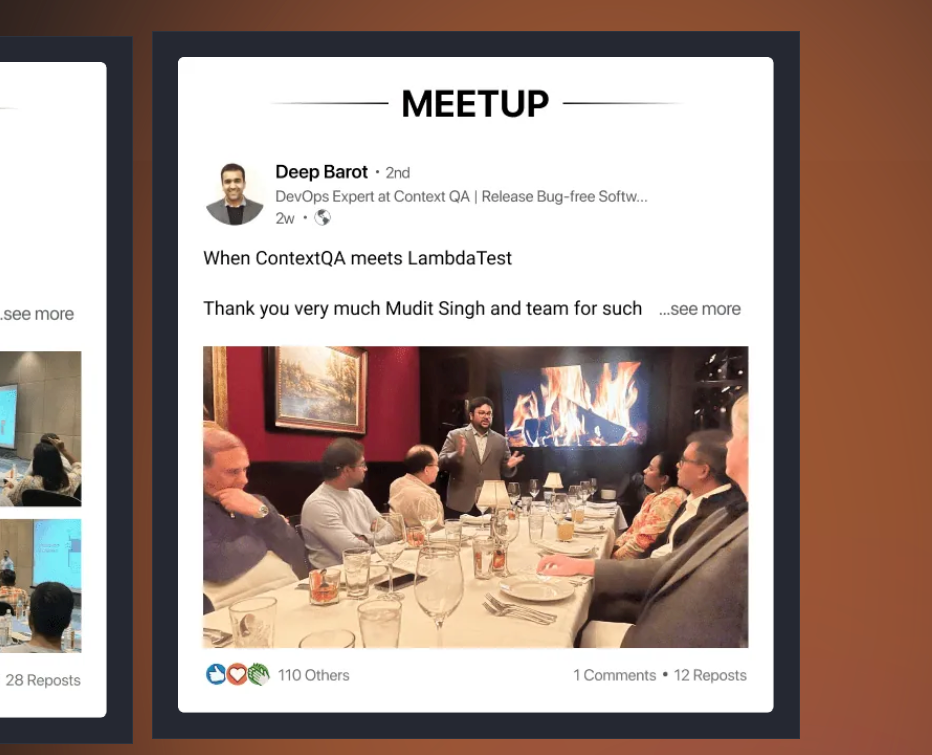 MEETUP
Deep Barot • 2nd
DevOps Expert at Context QA | Release Bug-free Softw...
2w •
When ContextQA meets LambdaTest
...see more
Thank you very much Mudit Singh and team for such ...see more
110 Others
1 Comments • 12 Reposts
28 Reposts